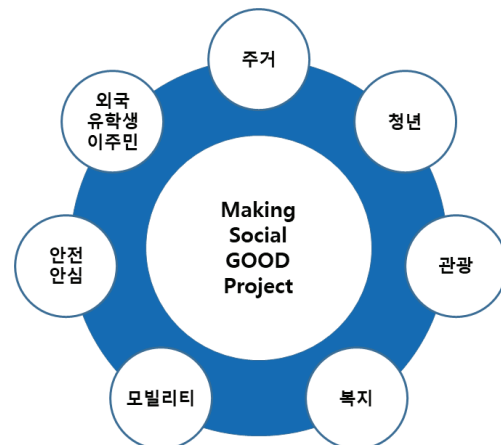 주거
외국
유학생
이주민
청년
Making
Social
GOOD
Project
안전
안심
관광
모빌리티
복지